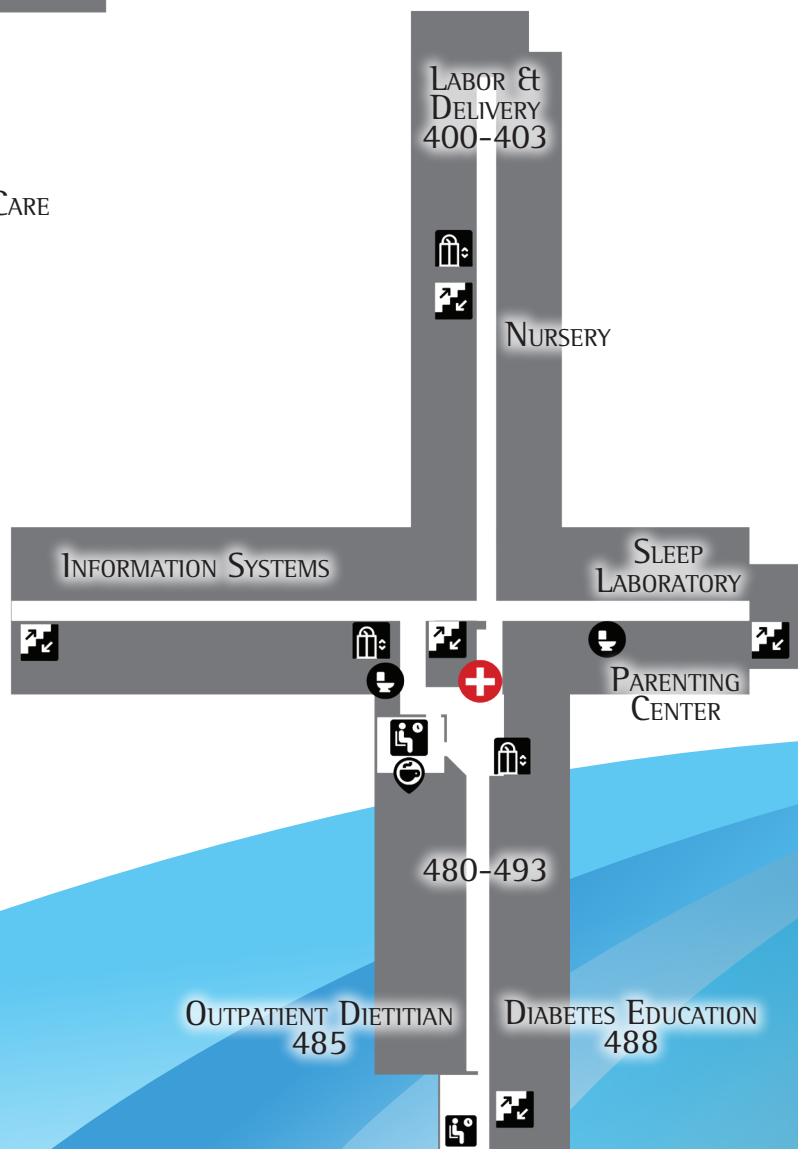 Labor &
Delivery
400-403
Care
Nursery
Information Systems
Sleep
Laboratory
Parenting
Center
480-493
Outpatient Dietitian
485
Diabetes Education
488